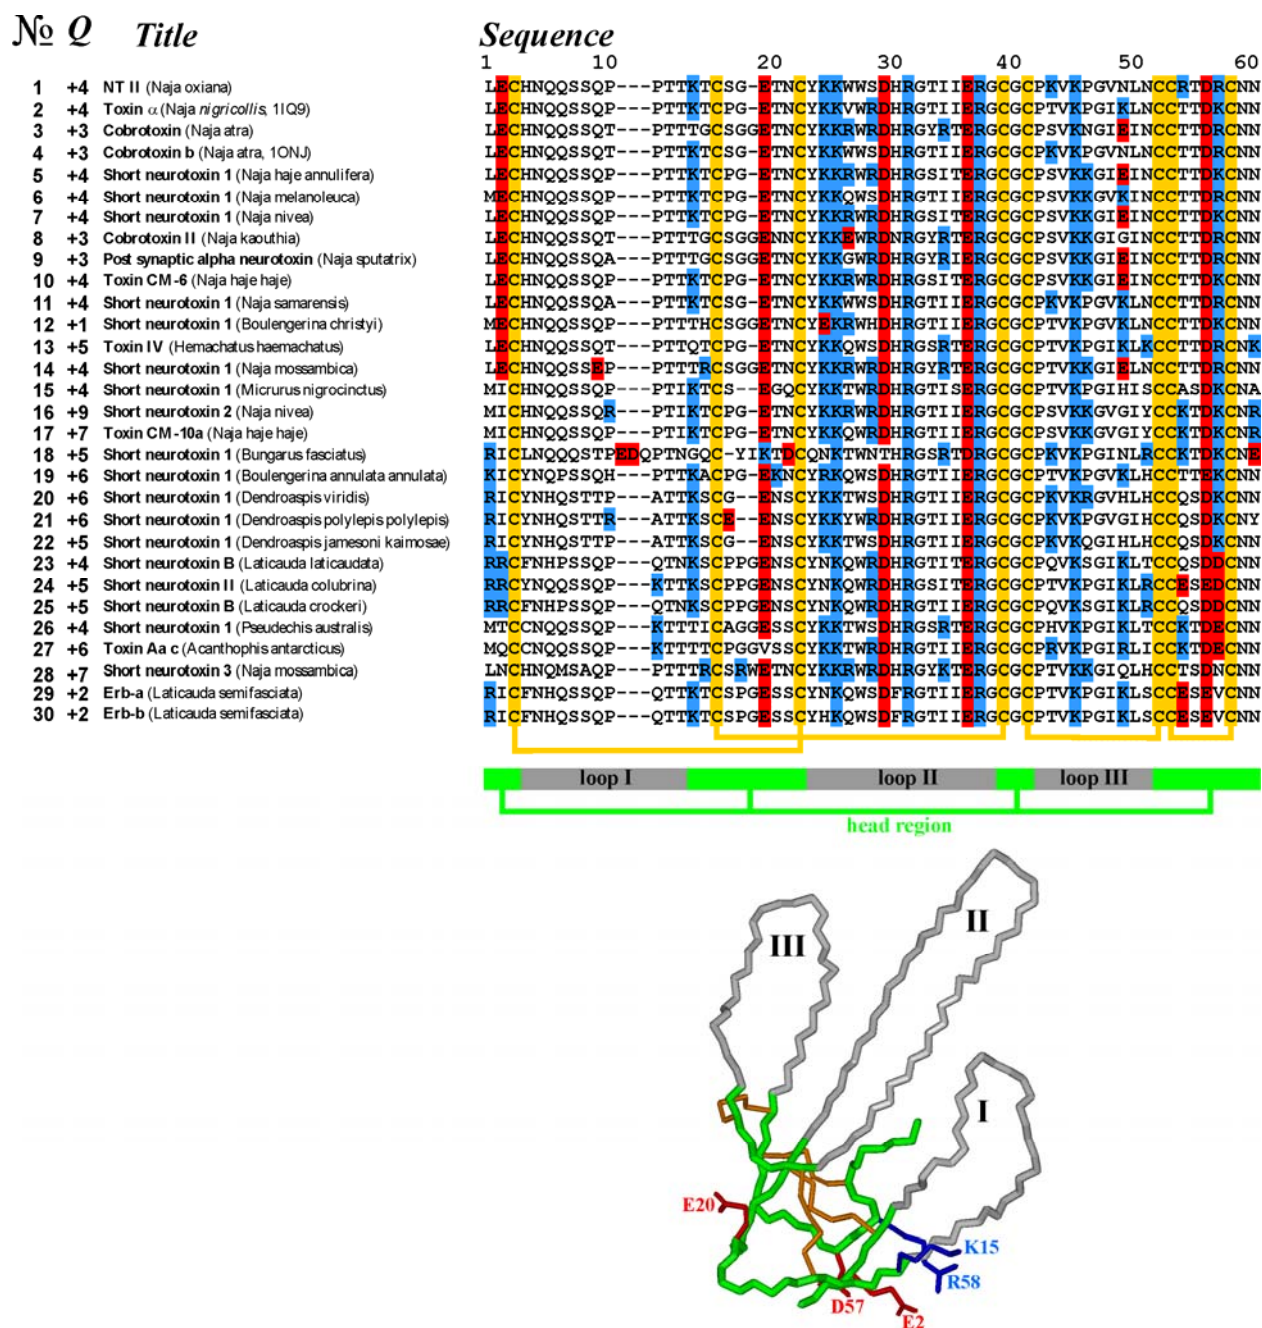 № Q Title Sequence
1 10 20 30 40 50 60
1 +4 NT II (Naja oxiana) LECHNQQSSQP---PTTKTCSG-ETNCYKKWWSDHRGTIIERGCGCPKVKPGVNLNCCRTDRCNN
2 +4 Toxin α (Naja nigricollis, 1IQ9) LECHNQQSSQP---PTTKTCPG-ETNCYKKVWRDHRGTIIERGCGCPTVKPGIKLNCCTTDKCNN
3 +3 Cobrotoxin (Naja atra) LECHNQQSSQT---PTTTGCSGGETNCYKKRWRDHRGYRTERGCGCPSVKNGIEINCCTTDRCNN
4 +3 Cobrotoxin b (Naja atra, 1ONJ) LECHNQQSSQT---PTTKTCSG-ETNCYKKWWSDHRGTIIERGCGCPKVKPGVNLNCCTTDRCNN
5 +4 Short neurotoxin 1 (Naja haje annulifera) LECHNQQSSQP---PTTKTCPG-ETNCYKKRWRDHRGSITERGCGCPSVKKGIEINCCTTDKCNN
6 +4 Short neurotoxin 1 (Naja melanoleuca) MECHNQQSSQP---PTTKTCPG-ETNCYKKQWSDHRGTIIERGCGCPSVKKGVKINCCTTDRCNN
7 +4 Short neurotoxin 1 (Naja nivea) LECHNQQSSQP---PTTKTCPG-ETNCYKKRWRDHRGSITERGCGCPSVKKGIEINCCTTDKCNN
8 +3 Cobrotoxin II (Naja kaouthia) LECHNQQSSQT---PTTTGCSGGENNCYKKEWRDNRGYRTERGCGCPSVKKGIGINCCTTDRCNN
9 +3 Post synaptic alpha neurotoxin (Naja sputatrix) LECHNQQSSQA---PTTTGCSGGETNCYKKGWRDHRGYRIERGCGCPSVKKGIEINCCTTDRCNN
10 +4 Toxin CM-6 (Naja haje haje) LECHNQQSSQP---PTTKTCPG-ETNCYKKRWRDHRGSITERGCGCPSVKKGIEINCCTTDKCNN
11 +4 Short neurotoxin 1 (Naja samarensis) LECHNQQSSQA---PTTKTCSG-ETNCYKKWWSDHRGTIIERGCGCPKVKPGVKLNCCTTDRCNN
12 +1 Short neurotoxin 1 (Boulengerina christyi) MECHNQQSSQP---PTTTHCSGGETNCYEKRWHDHRGTIIERGCGCPTVKPGVKLNCCTTDKCNN
13 +5 Toxin IV (Hemachatus haemachatus) LECHNQQSSQT---PTTQTCPG-ETNCYKKQWSDHRGSRTERGCGCPTVKPGIKLKCCTTDRCNK
14 +4 Short neurotoxin 1 (Naja mossambica) LECHNQQSSEP---PTTTRCSGGETNCYKKRWRDHRGYRTERGCGCPTVKKGIELNCCTTDRCNN
15 +4 Short neurotoxin 1 (Micrurus nigrocinctus) MICHNQQSSQP---PTIKTCS--EGQCYKKTWRDHRGTISERGCGCPTVKPGIHISCCASDKCNA
16 +9 Short neurotoxin 2 (Naja nivea) MICHNQQSSQR---PTIKTCPG-ETNCYKKRWRDHRGTIIERGCGCPSVKKGVGIYCCKTDKCNR
17 +7 Toxin CM-10a (Naja haje haje) MICHNQQSSQP---PTIKTCPG-ETNCYKKQWRDHRGTIIERGCGCPSVKKGVGIYCCKTDKCNR
18 +5 Short neurotoxin 1 (Bungarus fasciatus) RICLNQQQSTPEDQPTNGQC-YIKTDCQNKTWNTHRGSRTDRGCGCPKVKPGINLRCCKTDKCNE
19 +6 Short neurotoxin 1 (Boulengerina annulata annulata) KICYNQPSSQH---PTTKACPG-EKNCYRKQWSDHRGTIIERGCGCPTVKPGVKLHCCTTEKCNN
20 +6 Short neurotoxin 1 (Dendroaspis viridis) RICYNHQSTTP---ATTKSCG--ENSCYKKTWSDHRGTIIERGCGCPKVKRGVHLHCCQSDKCNN
21 +6 Short neurotoxin 1 (Dendroaspis polylepis polylepis) RICYNHQSTTR---ATTKSCE--ENSCYKKYWRDHRGTIIERGCGCPKVKPGVGIHCCQSDKCNY
22 +5 Short neurotoxin 1 (Dendroaspis jamesoni kaimosae) RICYNHQSTTP---ATTKSCG--ENSCYKKTWSDHRGTIIERGCGCPKVKQGIHLHCCQSDKCNN
23 +4 Short neurotoxin B (Laticauda laticaudata) RRCFNHPSSQP---QTNKSCPPGENSCYNKQWRDHRGTIIERGCGCPQVKSGIKLTCCQSDDCNN
24 +5 Short neurotoxin II (Laticauda colubrina) RRCYNQQSSQP---KTTKSCPPGENSCYNKQWRDHRGSITERGCGCPTVKPGIKLRCCESEDCNN
25 +5 Short neurotoxin B (Laticauda crockeri) RRCFNHPSSQP---QTNKSCPPGENSCYNKQWRDHRGTIIERGCGCPQVKSGIKLRCCQSDDCNN
26 +4 Short neurotoxin 1 (Pseudechis australis) MTCCNQQSSQP---KTTTICAGGESSCYKKTWSDHRGSRTERGCGCPHVKPGIKLTCCKTDECNN
27 +6 Toxin Aa c (Acanthophis antarcticus) MQCCNQQSSQP---KTTTTCPGGVSSCYKKTWRDHRGTIIERGCGCPRVKPGIRLICCKTDECNN
28 +7 Short neurotoxin 3 (Naja mossambica) LNCHNQMSAQP---PTTTRCSRWETNCYKKRWRDHRGYKTERGCGCPTVKKGIQLHCCTSDNCNN
29 +2 Erb-a (Laticauda semifasciata) RICFNHQSSQP---QTTKTCSPGESSCYNKQWSDFRGTIIERGCGCPTVKPGIKLSCCESEVCNN
30 +2 Erb-b (Laticauda semifasciata) RICFNHQSSQP---QTTKTCSPGESSCYHKQWSDFRGTIIERGCGCPTVKPGIKLSCCESEVCNN
loop I loop II loop III
head region
II
III
I
E20
K15
R58
D57
E2